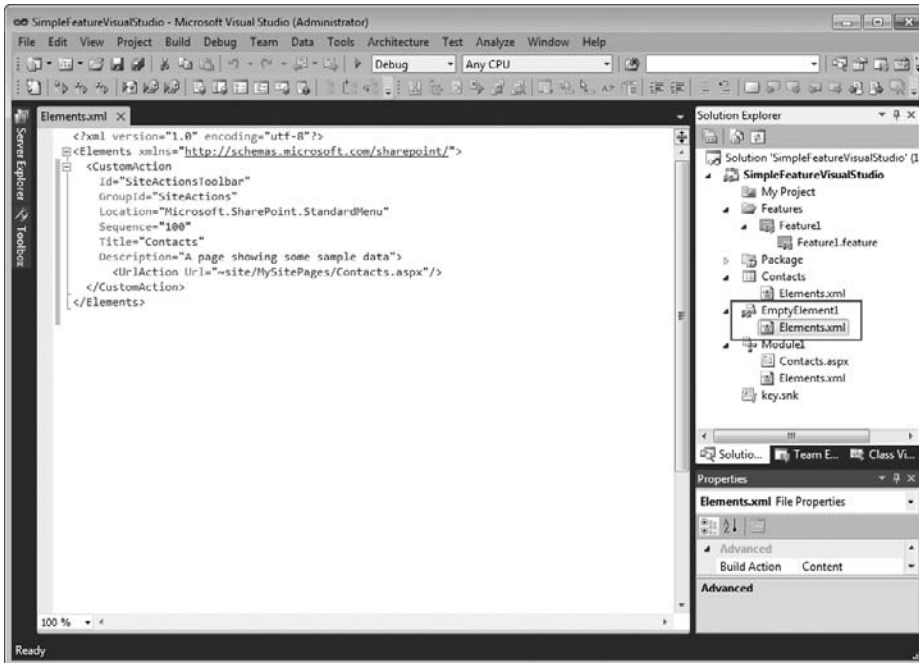 SimpleFeatureVisualStudio - Microsoft Visual Studio (Administrator)
File Edit View Project Build Debug Team Data Tools Architecture Test Analyze Window Help
Debug Any CPU
Server Explorer
Toolbox
Elements.xml
<?xml version="1.0" encoding="utf-8"?>
<Elements xmlns="http://schemas.microsoft.com/sharepoint/">
<CustomAction
Id="SiteActionsToolbar"
GroupId="SiteActions"
Location="Microsoft.SharePoint.StandardMenu"
Sequence="100"
Title="Contacts"
Description="A page showing some sample data">
<UrlAction Url="~site/MySitePages/Contacts.aspx"/>
</CustomAction>
</Elements>
100 %
Solution Explorer
Solution 'SimpleFeatureVisualStudio' (1
SimpleFeatureVisualStudio
My Project
Features
Feature1
Feature1.feature
Package
Contacts
Elements.xml
EmptyElement1
Elements.xml
Module1
Contacts.aspx
Elements.xml
key.snk
Solutio... Team E... Class Vi...
Properties
Elements.xml File Properties
Advanced
Build Action Content
Advanced
Ready